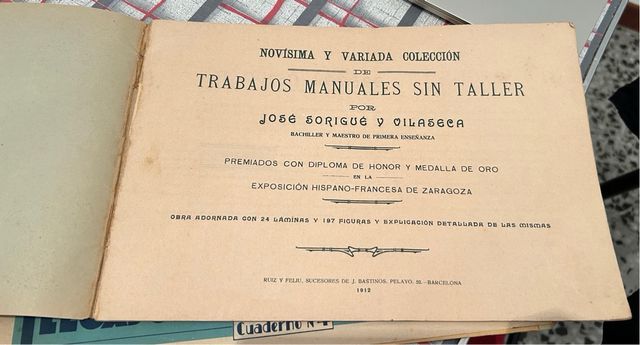 NOVÍSIMA Y VARIADA COLECCIÓN
DE
TRABAJOS MANUALES SIN TALLER
POR
JOSÉ SORIGUÉ Y VILASECA
BACHILLER Y MAESTRO DE PRIMERA ENSEÑANZA
PREMIADOS CON DIPLOMA DE HONOR Y MEDALLA DE ORO
EN LA
EXPOSICIÓN HISPANO-FRANCESA DE ZARAGOZA
OBRA ADORNADA CON 24 LÁMINAS Y 197 FIGURAS Y EXPLICACIÓN DETALLADA DE LAS MISMAS
RUIZ Y FELIU, SUCESORES DE J. BASTINOS. PELAYO, 52.—BARCELONA
1912
Cuaderno N.º